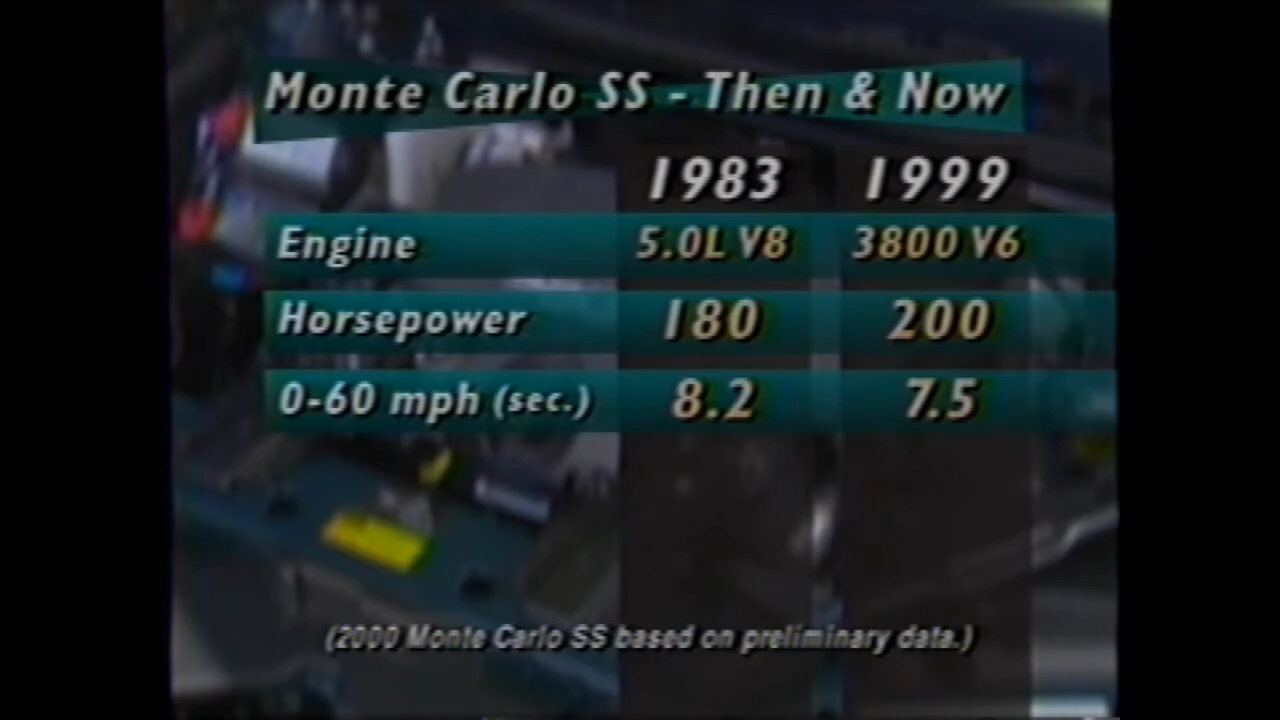 Monte Carlo SS - Then & Now
1983 1999
Engine 5.0L V8 3800 V6
Horsepower 180 200
0-60 mph (sec.) 8.2 7.5
(2000 Monte Carlo SS based on preliminary data.)